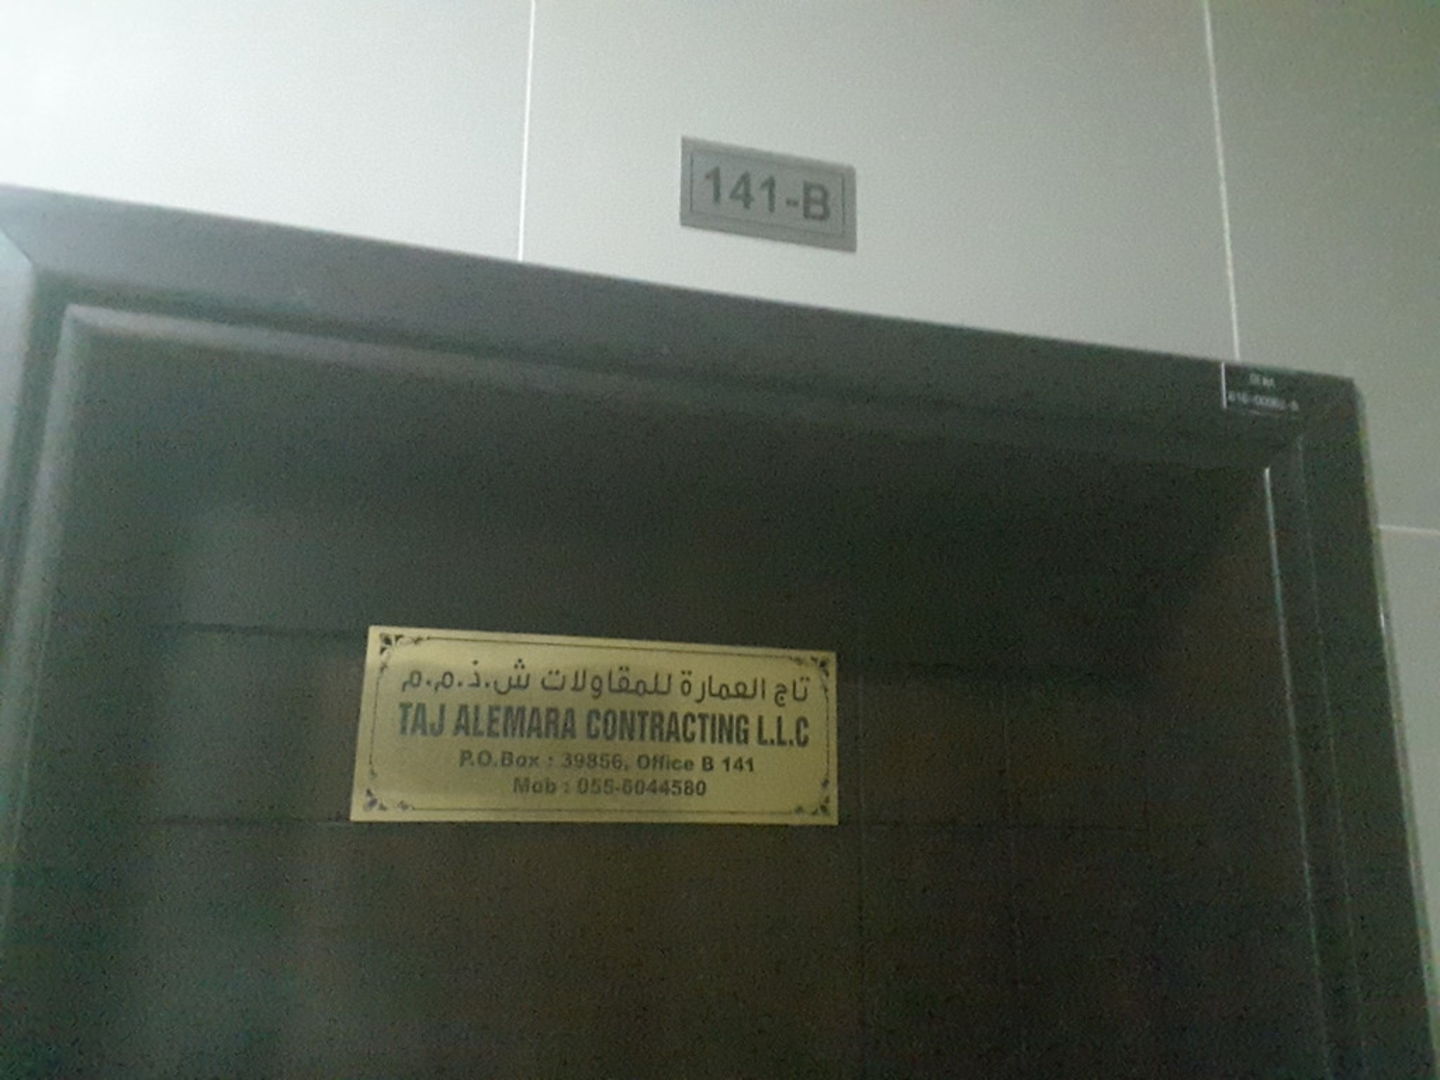 141-B
تاج العمارة للمقاولات ش.ذ.م.م
TAJ ALEMARA CONTRACTING L.L.C
P.O.Box : 39856, Office B 141
Mob : 055-6044580